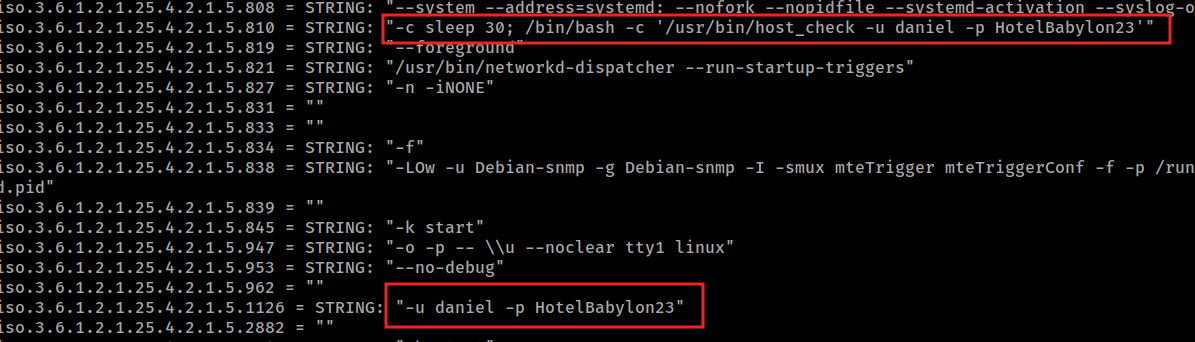 iso.3.6.1.2.1.25.4.2.1.5.808 = STRING: "--system --address=systemd: --nofork --nopidfile --systemd-activation --syslog-o
iso.3.6.1.2.1.25.4.2.1.5.810 = STRING: "-c sleep 30; /bin/bash -c '/usr/bin/host_check -u daniel -p HotelBabylon23'"
iso.3.6.1.2.1.25.4.2.1.5.819 = STRING: "--foreground"
iso.3.6.1.2.1.25.4.2.1.5.821 = STRING: "/usr/bin/networkd-dispatcher --run-startup-triggers"
iso.3.6.1.2.1.25.4.2.1.5.827 = STRING: "-n -iNONE"
iso.3.6.1.2.1.25.4.2.1.5.831 = ""
iso.3.6.1.2.1.25.4.2.1.5.833 = ""
iso.3.6.1.2.1.25.4.2.1.5.834 = STRING: "-f"
iso.3.6.1.2.1.25.4.2.1.5.838 = STRING: "-LOw -u Debian-snmp -g Debian-snmp -I -smux mteTrigger mteTriggerConf -f -p /run
d.pid"
iso.3.6.1.2.1.25.4.2.1.5.839 = ""
iso.3.6.1.2.1.25.4.2.1.5.845 = STRING: "-k start"
iso.3.6.1.2.1.25.4.2.1.5.947 = STRING: "-o -p -- \\u --noclear tty1 linux"
iso.3.6.1.2.1.25.4.2.1.5.953 = STRING: "--no-debug"
iso.3.6.1.2.1.25.4.2.1.5.962 = ""
iso.3.6.1.2.1.25.4.2.1.5.1126 = STRING: "-u daniel -p HotelBabylon23"
iso.3.6.1.2.1.25.4.2.1.5.2882 = ""